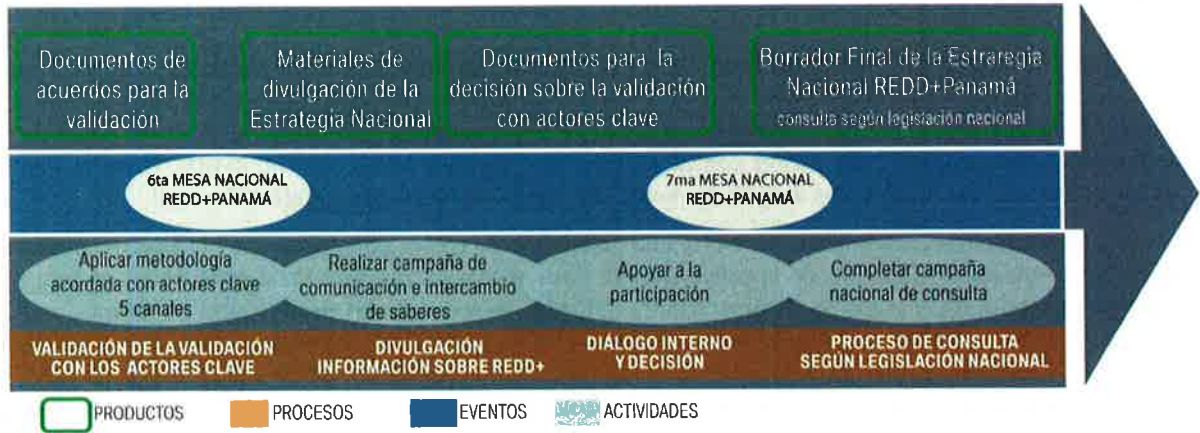 Documentos de
acuerdos para la
validación
Materiales de
divulgación de la
Estrategia Nacional
Documentos para la
decisión sobre la validación
con actores clave
Borrador Final de la Estraregia
Nacional REDD+Panamá
consulta según legislación nacional
6ta MESA NACIONAL
REDD+PANAMÁ
7ma MESA NACIONAL
REDD+PANAMÁ
Aplicar metodología
acordada con actores clave
5 canales
Realizar campaña de
comunicación e intercambio
de saberes
Apoyar a la
participación
Completar campaña
nacional de consulta
VALIDACIÓN DE LA VALIDACIÓN
CON LOS ACTORES CLAVE
DIVULGACIÓN
INFORMACIÓN SOBRE REDD+
DIÁLOGO INTERNO
Y DECISIÓN
PROCESO DE CONSULTA
SEGÚN LEGISLACIÓN NACIONAL
PRODUCTOS
PROCESOS
EVENTOS
ACTIVIDADES